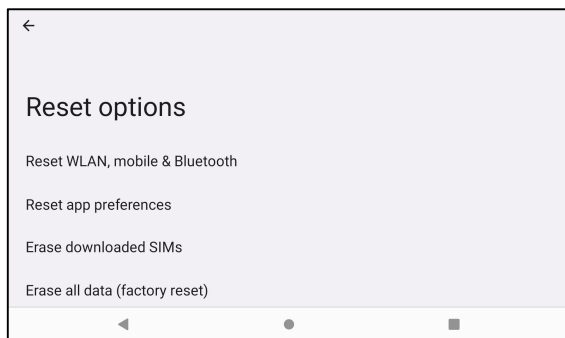 Reset options
Reset WLAN, mobile & Bluetooth
Reset app preferences
Erase downloaded SIMs
Erase all data (factory reset)